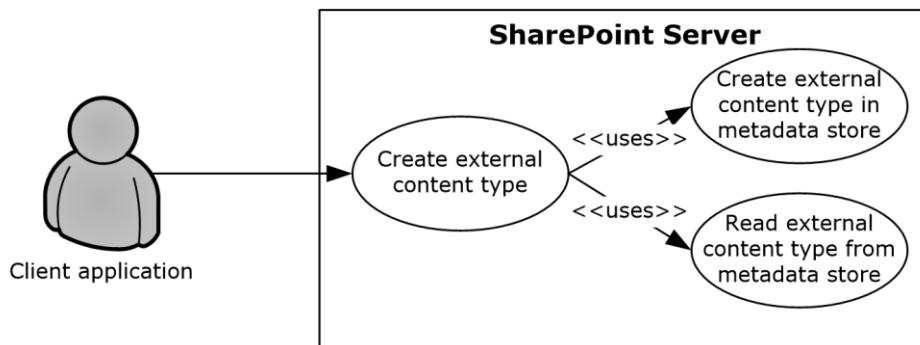 SharePoint Server
Create external
content type in
metadata store
<<uses>>
Create external
content type
<<uses>>
Read external
content type from
metadata store
Client application